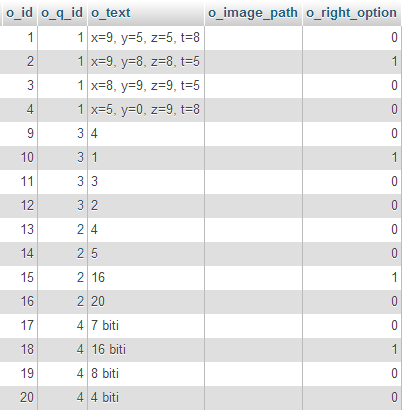 o_id o_q_id o_text o_image_path o_right_option
1 1 x=9, y=5, z=5, t=8 0
2 1 x=9, y=8, z=8, t=5 1
3 1 x=8, y=9, z=9, t=5 0
4 1 x=5, y=0, z=9, t=8 0
9 3 4 0
10 3 1 1
11 3 3 0
12 3 2 0
13 2 4 0
14 2 5 0
15 2 16 1
16 2 20 0
17 4 7 biti 0
18 4 16 biti 1
19 4 8 biti 0
20 4 4 biti 0